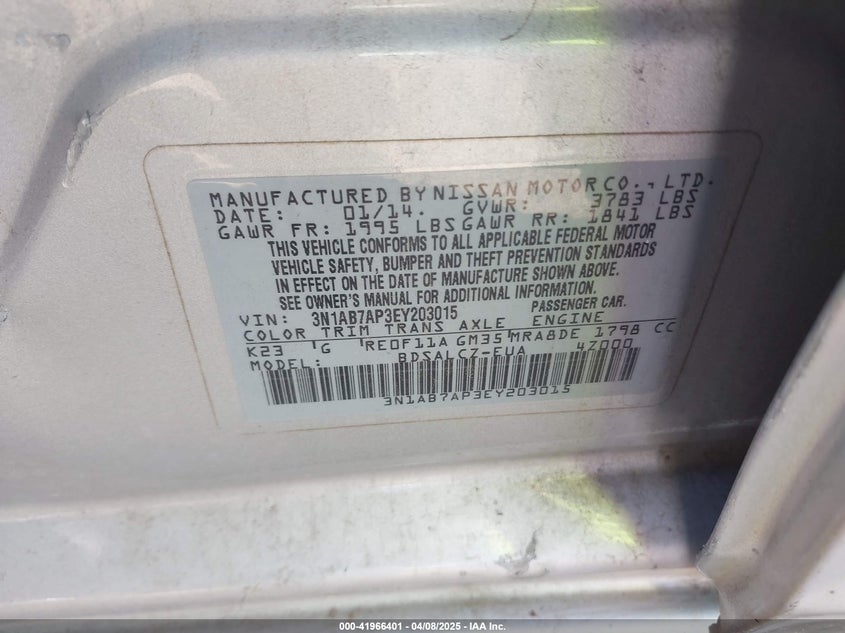 MANUFACTURED BY NISSAN MOTOR CO., LTD.
DATE: 01/14. GVWR: 3783 LBS
GAWR FR: 1995 LBS GAWR RR: 1841 LBS
THIS VEHICLE CONFORMS TO ALL APPLICABLE FEDERAL MOTOR
VEHICLE SAFETY, BUMPER AND THEFT PREVENTION STANDARDS
IN EFFECT ON THE DATE OF MANUFACTURE SHOWN ABOVE.
SEE OWNER'S MANUAL FOR ADDITIONAL INFORMATION.
VIN: 3N1AB7AP3EY203015 PASSENGER CAR.
COLOR TRIM TRANS AXLE ENGINE
K23 G RE0F11A GM35 MRA8DE 1798 CC
MODEL: BDSALCZ-EUA 4Z000
3N1AB7AP3EY203015
000-41966401 - 04/08/2025 - IAA Inc.